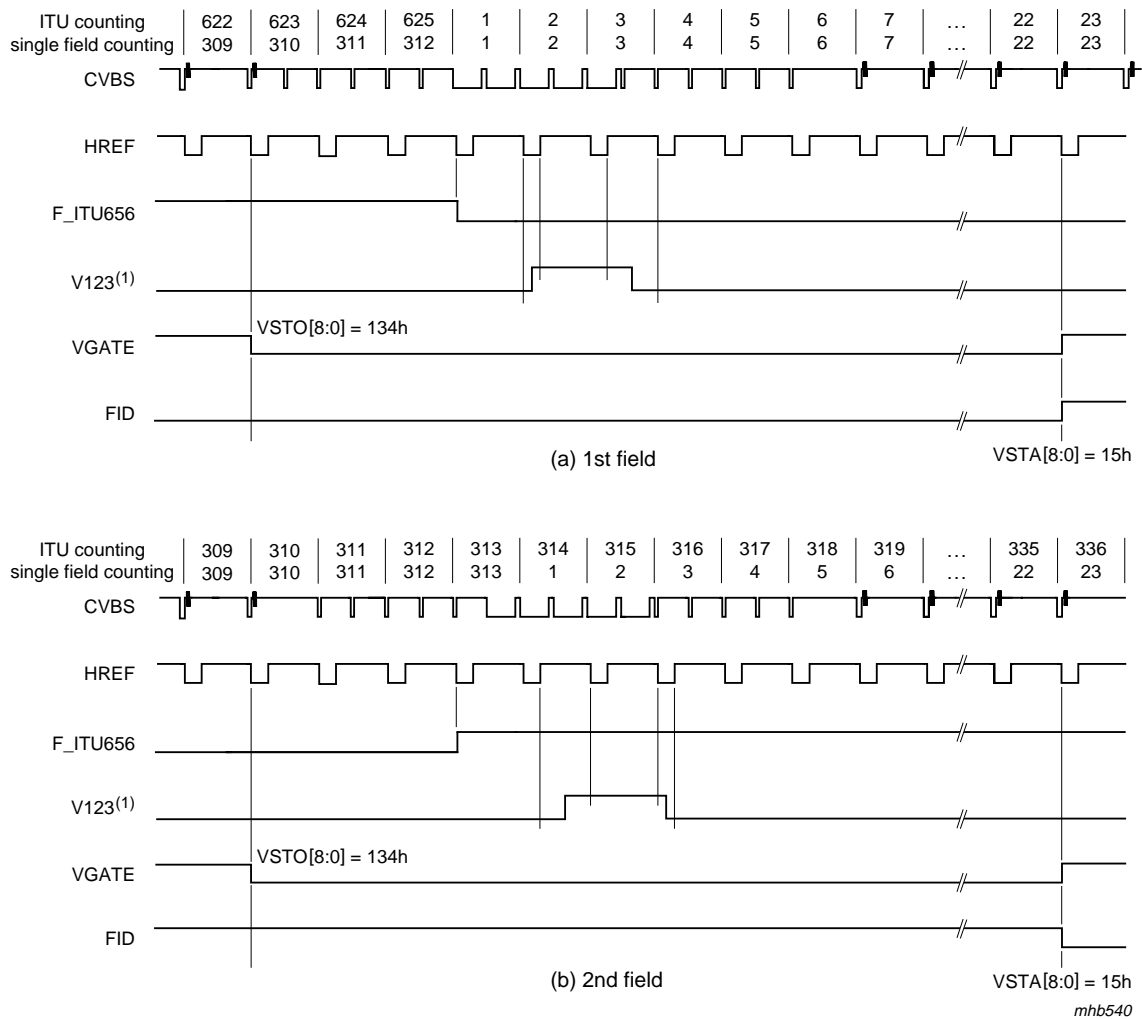 ITU counting 622 623 624 625 1 2 3 4 5 6 7 ... 22 23
single field counting 309 310 311 312 1 2 3 4 5 6 7 ... 22 23
CVBS
HREF
F_ITU656
V123(1)
VSTO[8:0] = 134h
VGATE
FID
(a) 1st field
VSTA[8:0] = 15h
ITU counting 309 310 311 312 313 314 315 316 317 318 319 ... 335 336
single field counting 309 310 311 312 313 1 2 3 4 5 6 ... 22 23
CVBS
HREF
F_ITU656
V123(1)
VSTO[8:0] = 134h
VGATE
FID
(b) 2nd field
VSTA[8:0] = 15h
mhb540